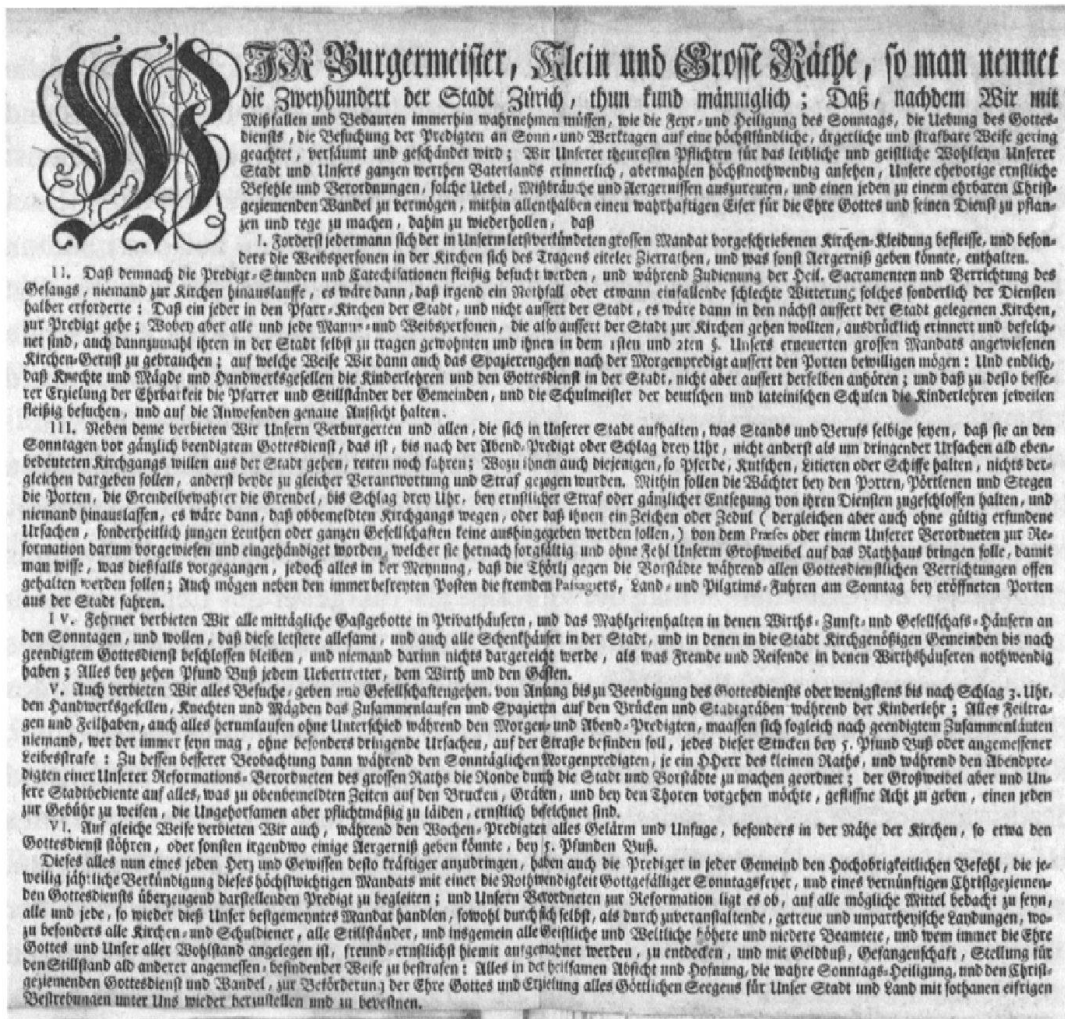 WIR Burgermeister, Klein und Grosse Räthe, so man nennet
die Zweyhundert der Stadt Zürich, thun kund männiglich; Daß, nachdem Wir mit
Mißfallen und Bedauren immerhin wahrnehmen müssen, wie die Feyr- und Heiligung des Sonntags, die Uebung des Gottes-
diensts, die Besuchung der Predigten an Sonn- und Werktagen auf eine höchstsündliche, ärgerliche und strafbare Weise gering
geachtet, versäumt und geschändet wird; Wir Unserer theuresten Pflichten für das leibliche und geistliche Wohlseyn Unserer
Stadt und Unsers ganzen werthen Vaterlands erinnerlich, abermahlen höchstnothwendig ansehen, Unsere ehevorige ernstliche
Befehle und Verordnungen, solche Uebel, Mißbräuche und Aergernissen auszureuten, und einen jeden zu einem ehrbaren Christ-
geziemenden Wandel zu vermögen, mithin allenthalben einen wahrhaftigen Eifer für die Ehre Gottes und seinen Dienst zu pflan-
zen und rege zu machen, dahin zu wiederhollen, daß
I. Forderst jedermann sich der in Unserm letstverkündeten grossen Mandat vorgeschriebenen Kirchen-Kleidung befleisse, und beson-
ders die Weibspersonen in der Kirchen sich des Tragens eiteler Zierrathen, und was sonst Aergerniß geben könnte, enthalten.
II. Daß demnach die Predigt-Stunden und Catechisationen fleißig besucht werden, und während Zudienung der Heil. Sacramenten und Verrichtung des
Gesangs, niemand zur Kirchen hinauslauffe, es wäre dann, daß irgend ein Nothfall oder etwann einfallende schlechte Witterung solches sonderlich der Diensten
halber erforderte: Daß ein jeder in den Pfarr-Kirchen der Stadt, und nicht aussert der Stadt, es wäre dann in den nächst aussert der Stadt gelegenen Kirchen,
zur Predigt gehe; Wobey aber alle und jede Manns- und Weibspersonen, die also aussert der Stadt zur Kirchen gehen wollten, ausdrücklich erinnert und befelch-
net sind, auch dannzumahl ihren in der Stadt selbst zu tragen gewohnten und ihnen in dem 1sten und 2ten §. Unsers erneuerten grossen Mandats angewiesenen
Kirchen-Gerust zu gebrauchen; auf welche Weise Wir dann auch das Spazierengehen nach der Morgenpredigt aussert den Porten bewilligen mögen: Und endlich,
daß Knechte und Mägde und Handwerksgesellen die Kinderlehren und den Gottesdienst in der Stadt, nicht aber aussert derselben anhören; und daß zu desto besse-
rer Erzielung der Ehrbarkeit die Pfarrer und Stillständer der Gemeinden, und die Schulmeister der deutschen und lateinischen Schulen die Kinderlehren jeweilen
fleißig besuchen, und auf die Anwesenden genaue Aufsicht halten.
III. Neben deme verbieten Wir Unsern Verburgerten und allen, die sich in Unserer Stadt aufhalten, was Stands und Berufs selbige seyen, daß sie an den
Sonntagen vor gänzlich beendigtem Gottesdienst, das ist, bis nach der Abend-Predigt oder Schlag drey Uhr, nicht anderst als um dringender Ursachen ald eben-
bedeuteten Kirchgangs willen aus der Stadt gehen, reuten noch fahren; Wozu ihnen auch diejenigen, so Pferde, Kutschen, Litieren oder Schiffe halten, nichts der-
gleichen dargeben sollen, anderst beyde zu gleicher Verantwortung und Straf gezogen wurden. Mithin sollen die Wächter bey den Porten, Pörtlenen und Stegen
die Porten, die Grendelbewahrer die Grendel, bis Schlag drey Uhr, bey ernstlicher Straf oder gänzlicher Entsetzung von ihren Diensten zugeschlossen halten, und
niemand hinauslassen, es wäre dann, daß obbemeldten Kirchgangs wegen, oder daß ihnen ein Zeichen oder Zedul (dergleichen aber auch ohne gültig erfundene
Ursachen, sonderheitlich jungen Leuthen oder ganzen Gesellschaften keine aushingegeben werden sollen,) von dem Præses oder einem Unserer Verordneten zur Re-
formation darum vorgewiesen und eingehändiget worden, welcher sie hernach sorgfältig und ohne Fehl Unserm Großweibel auf das Rathhaus bringen solle, damit
man wisse, was dießfalls vorgegangen, jedoch alles in der Meynung, daß die Thörli gegen die Vorstädte während allen Gottesdienstlichen Verrichtungen offen
gehalten werden sollen; Auch mögen neben den immer befreyten Posten die fremden Passagiers, Land- und Pilgrims-Fuhren am Sonntag bey eröffneten Porten
aus der Stadt fahren.
IV. Fehrner verbieten Wir alle mittägliche Gastgebotte in Privathäusern, und das Mahlzeitenhalten in denen Wirths- Zunft- und Gesellschafts-Häusern an
den Sonntagen, und wollen, daß diese letstere allesamt, und auch alle Schenkhäuser in der Stadt, und in denen in die Stadt Kirchgenößigen Gemeinden bis nach
geendigtem Gottesdienst beschlossen bleiben, und niemand darinn nichts dargereicht werde, als was Fremde und Reisende in denen Wirthshäuseren nothwendig
haben; Alles bey zehen Pfund Buß jedem Uebertretter, dem Wirth und den Gästen.
V. Auch verbieten Wir alles Besuche-geben und Gesellschaftengehen, von Anfang bis zu Beendigung des Gottesdiensts oder wenigstens bis nach Schlag 3. Uhr,
den Handwerksgesellen, Knechten und Mägden das Zusammenlaufen und Spazieren auf den Brücken und Stadtgräben während der Kinderlehr; Alles Feiltra-
gen und Feilhaben, auch alles herumlaufen ohne Unterschied während den Morgen- und Abend-Predigten, maassen sich sogleich nach geendigtem Zusammenläuten
niemand, wer der immer seyn mag, ohne besonders dringende Ursachen, auf der Straße befinden soll, jedes dieser Stucken bey 5. Pfund Buß oder angemessener
Leibesstrafe: Zu dessen besserer Beobachtung dann während den Sonntäglichen Morgenpredigten, je ein HHerr des kleinen Raths, und während den Abendpre-
digten einer Unserer Reformations-Verordneten des grossen Raths die Ronde durch die Stadt und Vorstädte zu machen geordnet; der Großweibel aber und Un-
sere Stadtbediente auf alles, was zu obenbemeldten Zeiten auf den Brucken, Gräben, und bey den Thoren vorgehen möchte, geflissne Acht zu geben, einen jeden
zur Gebühr zu weisen, die Ungehorsamen aber pflichtmäßig zu läiden, ernstlich befelchnet sind.
VI. Auf gleiche Weise verbieten Wir auch, während den Wochen-Predigten alles Gelärm und Unfuge, besonders in der Nähe der Kirchen, so etwa den
Gottesdienst stöhren, oder sonsten irgendwo einige Aergerniß geben könnte, bey 5. Pfunden Buß.
Dieses alles nun eines jeden Herz und Gewissen desto kräftiger anzudringen, haben auch die Prediger in jeder Gemeind den Hochobrigkeitlichen Befehl, die je-
weilig jährliche Verkündigung dieses höchstwichtigen Mandats mit einer die Nothwendigkeit Gottgefälliger Sonntagsfeyer, und eines vernünftigen Christgeziemen-
den Gottesdiensts überzeugend darstellenden Predigt zu begleiten; und Unsern Verordneten zur Reformation ligt es ob, auf alle mögliche Mittel bedacht zu seyn,
alle und jede, so wieder dieß Unser bestgemeyntes Mandat handlen, sowohl durch sich selbst, als durch zuveranstaltende, getreue und unpartheyische Laydungen, wo-
zu besonders alle Kirchen- und Schuldiener, alle Stillständer, und insgemein alle Geistliche und Weltliche höhere und niedere Beamtete, und wem immer die Ehre
Gottes und Unser aller Wohlstand angelegen ist, freund-ernstlichst hiemit aufgemahnet werden, zu entdecken, und mit Geldbuß, Gefangenschaft, Stellung für
den Stillstand ald anderer angemessen-befindender Weise zu bestrafen: Alles in der heilsamen Absicht und Hofnung, die wahre Sonntags-Heiligung, und den Christ-
geziemenden Gottesdienst und Wandel, zur Beförderung der Ehre Gottes und Erzielung alles Göttlichen Seegens für Unser Stadt und Land mit sothanen eifrigen
Bestrebungen unter Uns wieder herzustellen und zu bevestnen.